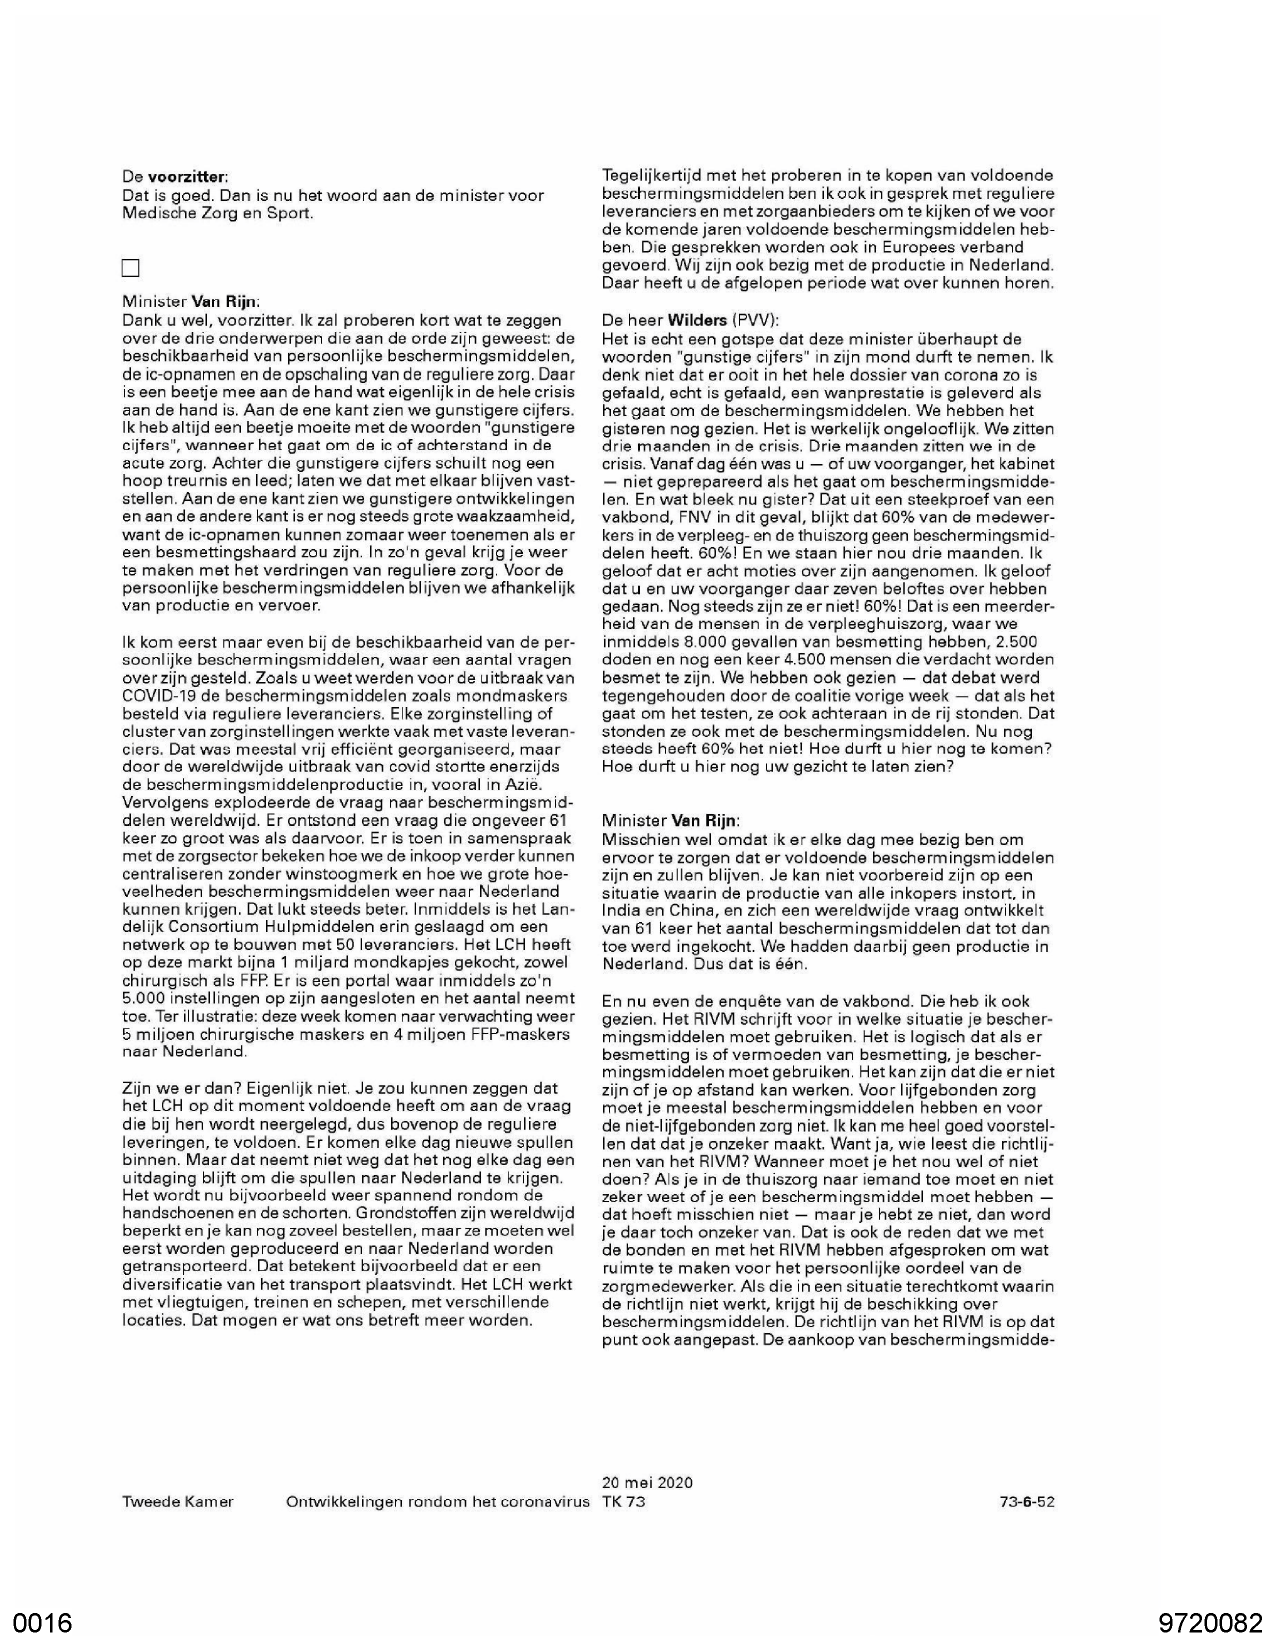 De voorzitter:
Dat is goed. Dan is nu het woord aan de minister voor
Medische Zorg en Sport.
Minister Van Rijn:
Dank u wel, voorzitter. Ik zal proberen kort wat te zeggen
over de drie onderwerpen die aan de orde zijn geweest: de
beschikbaarheid van persoonlijke beschermingsmiddelen,
de ic-opnamen en de opschaling van de reguliere zorg. Daar
is een beetje mee aan de hand wat eigenlijk in de hele crisis
aan de hand is. Aan de ene kant zien we gunstigere cijfers.
Ik heb altijd een beetje moeite met de woorden "gunstigere
cijfers", wanneer het gaat om de ic of achterstand in de
acute zorg. Achter die gunstigere cijfers schuilt nog een
hoop treurnis en leed; laten we dat met elkaar blijven vast-
stellen. Aan de ene kant zien we gunstigere ontwikkelingen
en aan de andere kant is er nog steeds grote waakzaamheid,
want de ic-opnamen kunnen zomaar weer toenemen als er
een besmettingshaard zou zijn. In zo'n geval krijg je weer
te maken met het verdringen van reguliere zorg. Voor de
persoonlijke beschermingsmiddelen blijven we afhankelijk
van productie en vervoer.
Ik kom eerst maar even bij de beschikbaarheid van de per-
soonlijke beschermingsmiddelen, waar een aantal vragen
over zijn gesteld. Zoals u weet werden voor de uitbraak van
COVID-19 de beschermingsmiddelen zoals mondmaskers
besteld via reguliere leveranciers. Elke zorginstelling of
cluster van zorginstellingen werkte vaak met vaste leveran-
ciers. Dat was meestal vrij efficiënt georganiseerd, maar
door de wereldwijde uitbraak van covid stortte enerzijds
de beschermingsmiddelenproductie in, vooral in Azië.
Vervolgens explodeerde de vraag naar beschermingsmid-
delen wereldwijd. Er ontstond een vraag die ongeveer 61
keer zo groot was als daarvoor. Er is toen in samenspraak
met de zorgsector bekeken hoe we de inkoop verder kunnen
centraliseren zonder winstoogmerk en hoe we grote hoe-
veelheden beschermingsmiddelen weer naar Nederland
kunnen krijgen. Dat lukt steeds beter. Inmiddels is het Lan-
delijk Consortium Hulpmiddelen erin geslaagd om een
netwerk op te bouwen met 50 leveranciers. Het LCH heeft
op deze markt bijna 1 miljard mondkapjes gekocht, zowel
chirurgisch als FFP. Er is een portal waar inmiddels zo'n
5.000 instellingen op zijn aangesloten en het aantal neemt
toe. Ter illustratie: deze week komen naar verwachting weer
5 miljoen chirurgische maskers en 4 miljoen FFP-maskers
naar Nederland.
Zijn we er dan? Eigenlijk niet. Je zou kunnen zeggen dat
het LCH op dit moment voldoende heeft om aan de vraag
die bij hen wordt neergelegd, dus bovenop de reguliere
leveringen, te voldoen. Er komen elke dag nieuwe spullen
binnen. Maar dat neemt niet weg dat het nog elke dag een
uitdaging blijft om die spullen naar Nederland te krijgen.
Het wordt nu bijvoorbeeld weer spannend rondom de
handschoenen en de schorten. Grondstoffen zijn wereldwijd
beperkt en je kan nog zoveel bestellen, maar ze moeten wel
eerst worden geproduceerd en naar Nederland worden
getransporteerd. Dat betekent bijvoorbeeld dat er een
diversificatie van het transport plaatsvindt. Het LCH werkt
met vliegtuigen, treinen en schepen, met verschillende
locaties. Dat mogen er wat ons betreft meer worden.
Tegelijkertijd met het proberen in te kopen van voldoende
beschermingsmiddelen ben ik ook in gesprek met reguliere
leveranciers en met zorgaanbieders om te kijken of we voor
de komende jaren voldoende beschermingsmiddelen heb-
ben. Die gesprekken worden ook in Europees verband
gevoerd. Wij zijn ook bezig met de productie in Nederland.
Daar heeft u de afgelopen periode wat over kunnen horen.
De heer Wilders (PVV):
Het is echt een gotspe dat deze minister überhaupt de
woorden "gunstige cijfers" in zijn mond durft te nemen. Ik
denk niet dat er ooit in het hele dossier van corona zo is
gefaald, echt is gefaald, een wanprestatie is geleverd als
het gaat om de beschermingsmiddelen. We hebben het
gisteren nog gezien. Het is werkelijk ongelooflijk. We zitten
drie maanden in de crisis. Drie maanden zitten we in de
crisis. Vanaf dag één was u — of uw voorganger, het kabinet
— niet geprepareerd als het gaat om beschermingsmidde-
len. En wat bleek nu gister? Dat uit een steekproef van een
vakbond, FNV in dit geval, blijkt dat 60% van de medewer-
kers in de verpleeg- en de thuiszorg geen beschermingsmid-
delen heeft. 60%! En we staan hier nou drie maanden. Ik
geloof dat er acht moties over zijn aangenomen. Ik geloof
dat u en uw voorganger daar zeven beloftes over hebben
gedaan. Nog steeds zijn ze er niet! 60%! Dat is een meerder-
heid van de mensen in de verpleeghuiszorg, waar we
inmiddels 8.000 gevallen van besmetting hebben, 2.500
doden en nog een keer 4.500 mensen die verdacht worden
besmet te zijn. We hebben ook gezien — dat debat werd
tegengehouden door de coalitie vorige week — dat als het
gaat om het testen, ze ook achteraan in de rij stonden. Dat
stonden ze ook met de beschermingsmiddelen. Nu nog
steeds heeft 60% het niet! Hoe durft u hier nog te komen?
Hoe durft u hier nog uw gezicht te laten zien?
Minister Van Rijn:
Misschien wel omdat ik er elke dag mee bezig ben om
ervoor te zorgen dat er voldoende beschermingsmiddelen
zijn en zullen blijven. Je kan niet voorbereid zijn op een
situatie waarin de productie van alle inkopers instort, in
India en China, en zich een wereldwijde vraag ontwikkelt
van 61 keer het aantal beschermingsmiddelen dat tot dan
toe werd ingekocht. We hadden daarbij geen productie in
Nederland. Dus dat is één.
En nu even de enquête van de vakbond. Die heb ik ook
gezien. Het RIVM schrijft voor in welke situatie je bescher-
mingsmiddelen moet gebruiken. Het is logisch dat als er
besmetting is of vermoeden van besmetting, je bescher-
mingsmiddelen moet gebruiken. Het kan zijn dat die er niet
zijn of je op afstand kan werken. Voor lijfgebonden zorg
moet je meestal beschermingsmiddelen hebben en voor
de niet-lijfgebonden zorg niet. Ik kan me heel goed voorstel-
len dat dat je onzeker maakt. Want ja, wie leest die richtlij-
nen van het RIVM? Wanneer moet je het nou wel of niet
doen? Als je in de thuiszorg naar iemand toe moet en niet
zeker weet of je een beschermingsmiddel moet hebben —
dat hoeft misschien niet — maar je hebt ze niet, dan word
je daar toch onzeker van. Dat is ook de reden dat we met
de bonden en met het RIVM hebben afgesproken om wat
ruimte te maken voor het persoonlijke oordeel van de
zorgmedewerker. Als die in een situatie terechtkomt waarin
de richtlijn niet werkt, krijgt hij de beschikking over
beschermingsmiddelen. De richtlijn van het RIVM is op dat
punt ook aangepast. De aankoop van beschermingsmidde-
20 mei 2020
Tweede Kamer Ontwikkelingen rondom het coronavirus TK 73 73-6-52
0016 9720082